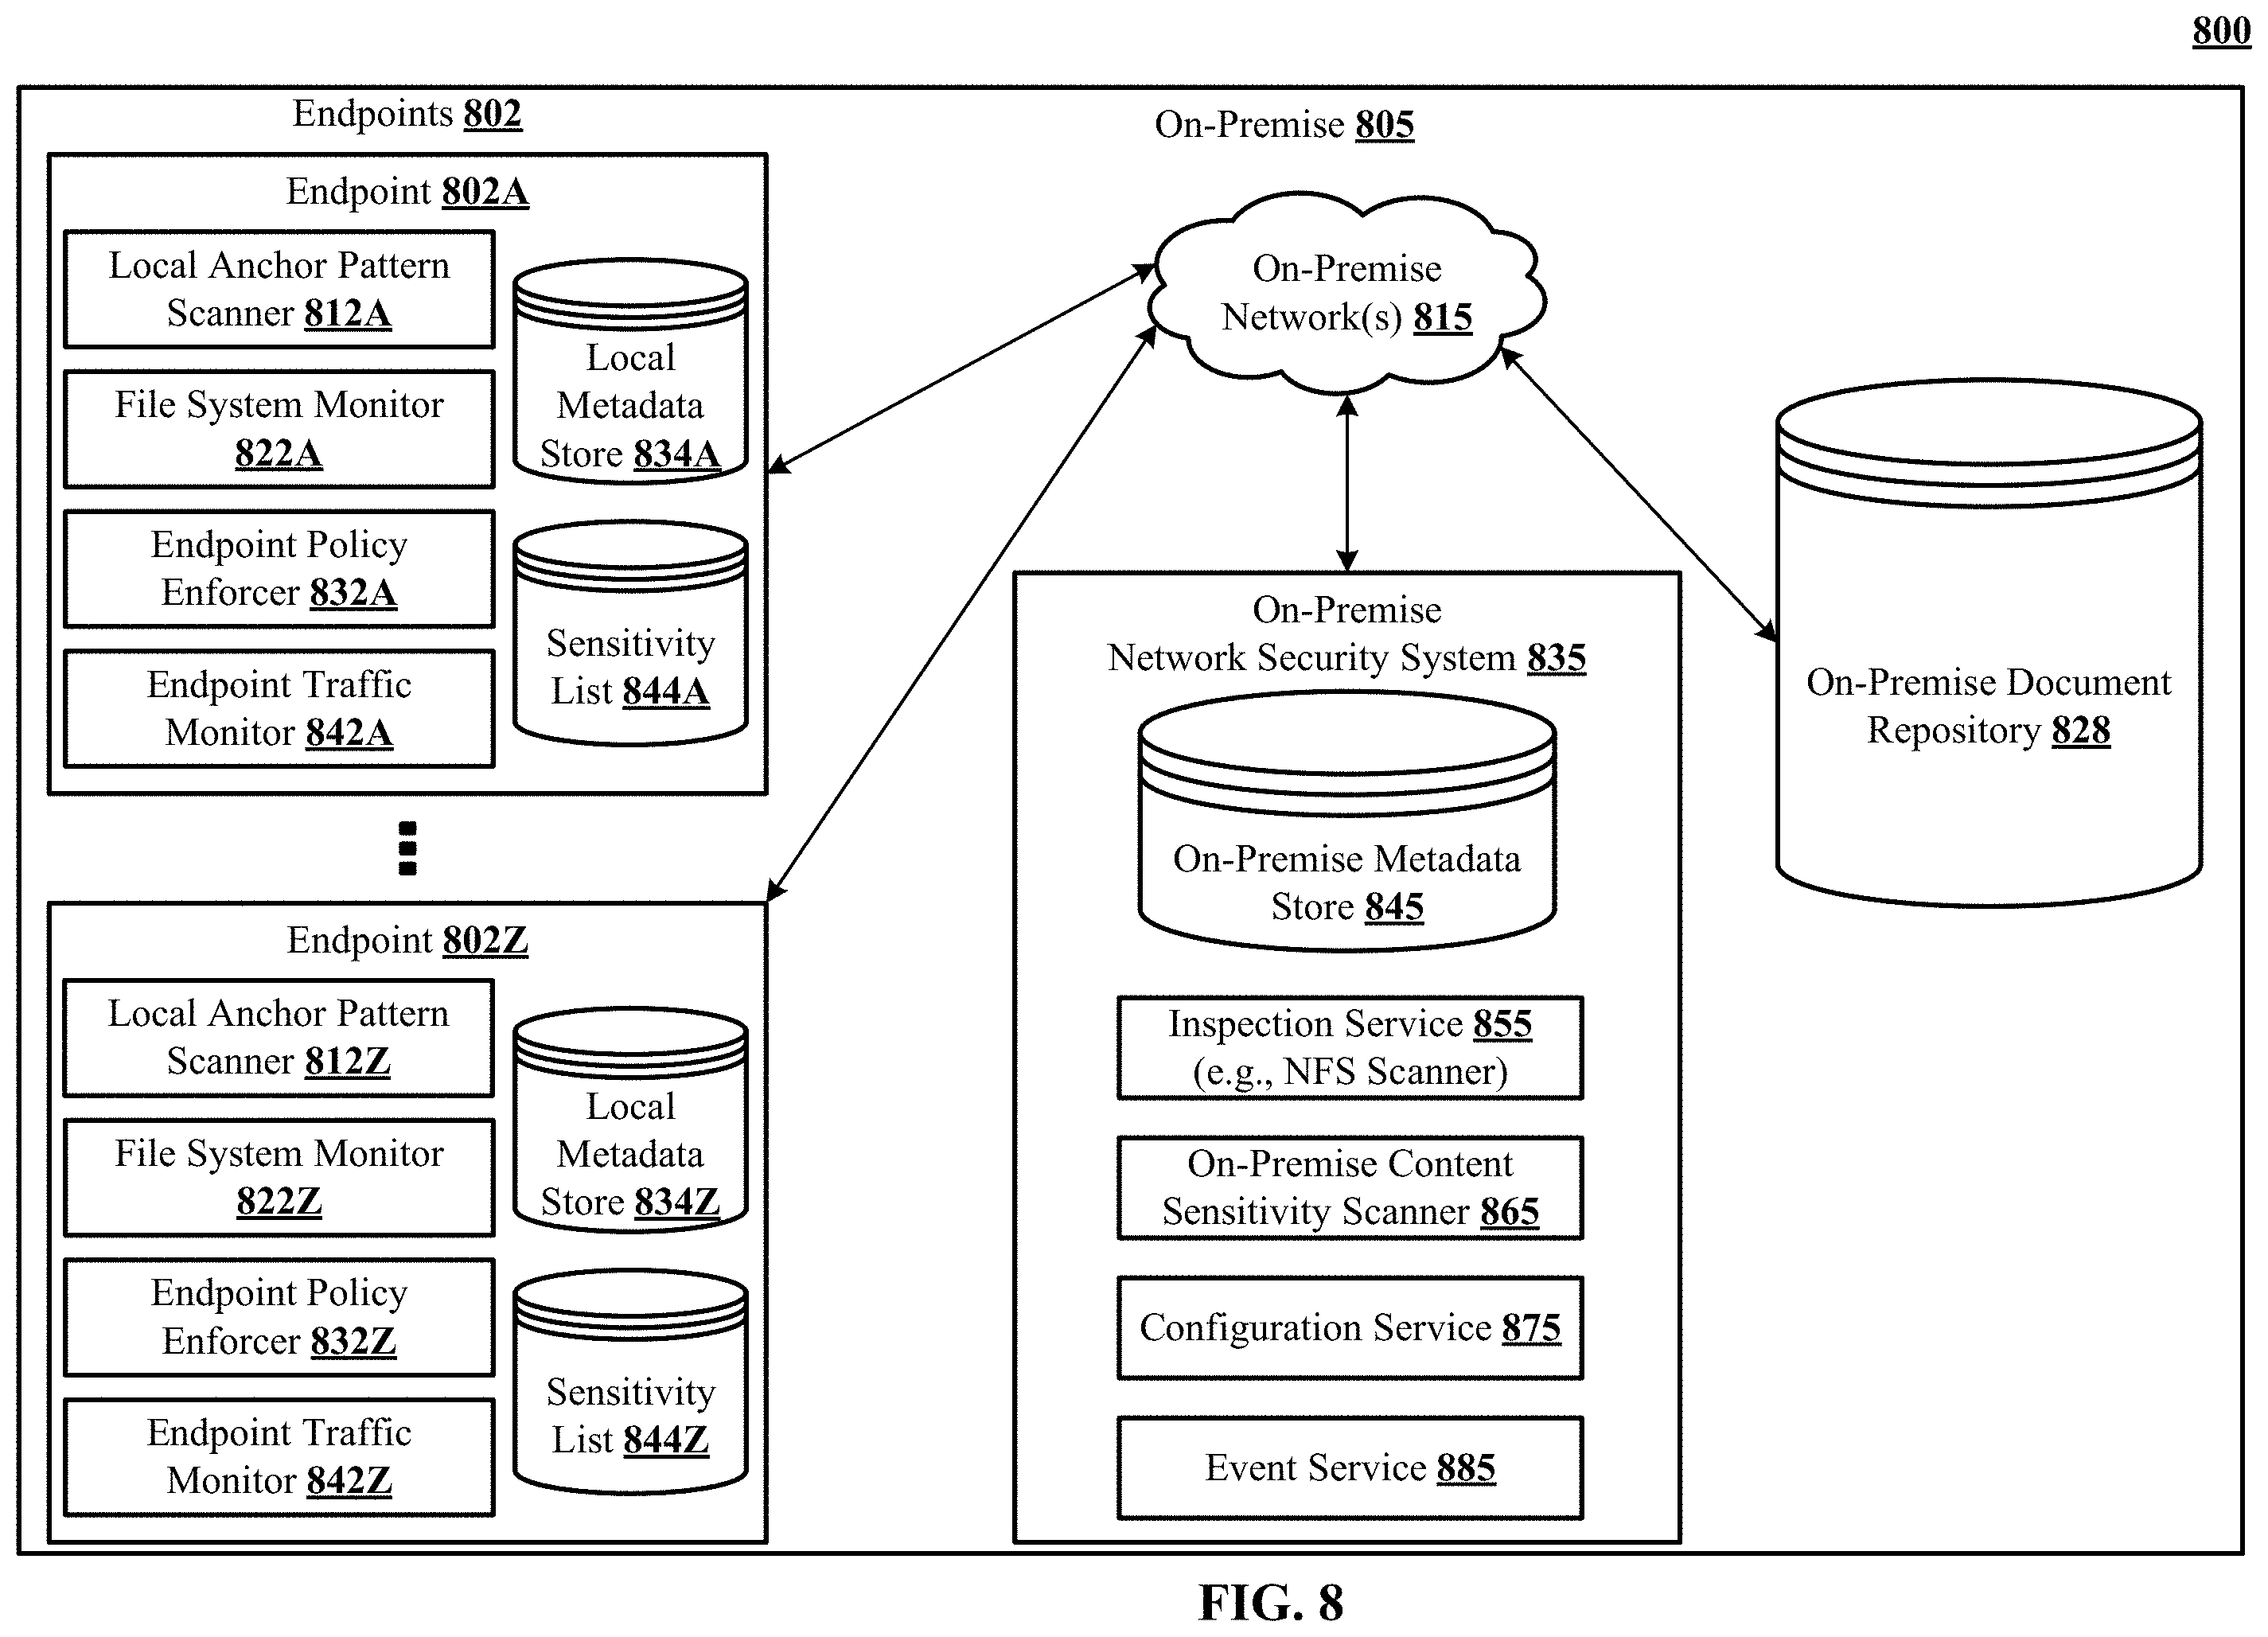 800
Endpoints 802
On-Premise 805
Endpoint 802A
Local Anchor Pattern
Scanner 812A
File System Monitor
822A
Endpoint Policy
Enforcer 832A
Endpoint Traffic
Monitor 842A
Local
Metadata
Store 834A
Sensitivity
List 844A
Endpoint 802Z
Local Anchor Pattern
Scanner 812Z
File System Monitor
822Z
Endpoint Policy
Enforcer 832Z
Endpoint Traffic
Monitor 842Z
Local
Metadata
Store 834Z
Sensitivity
List 844Z
On-Premise
Network(s) 815
On-Premise
Network Security System 835
On-Premise Metadata
Store 845
Inspection Service 855
(e.g., NFS Scanner)
On-Premise Content
Sensitivity Scanner 865
Configuration Service 875
Event Service 885
On-Premise Document
Repository 828
FIG. 8